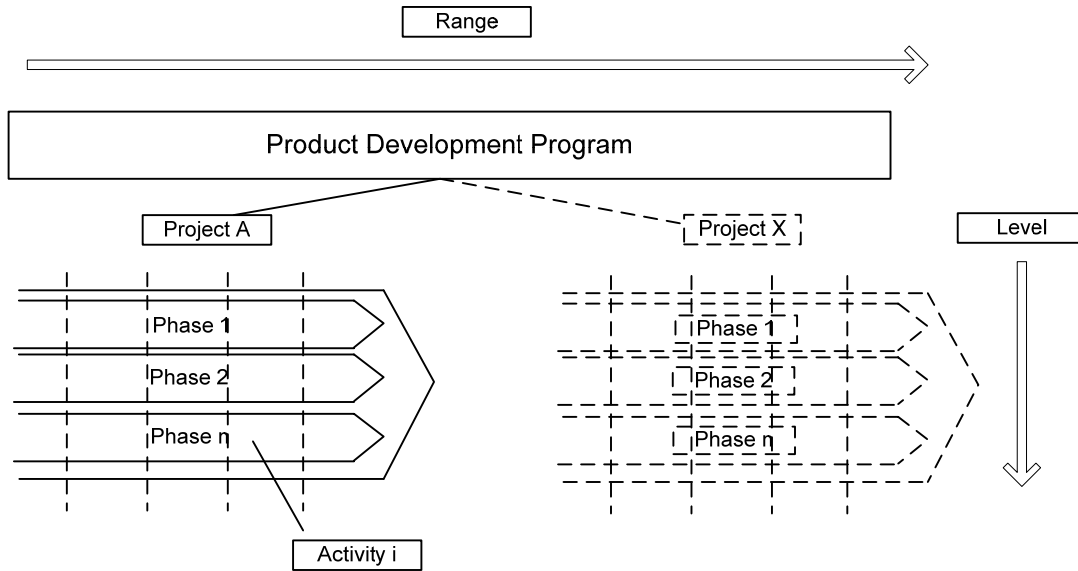 Range
Product Development Program
Project A
Project X
Level
Phase 1
Phase 2
Phase n
Phase 1
Phase 2
Phase n
Activity i